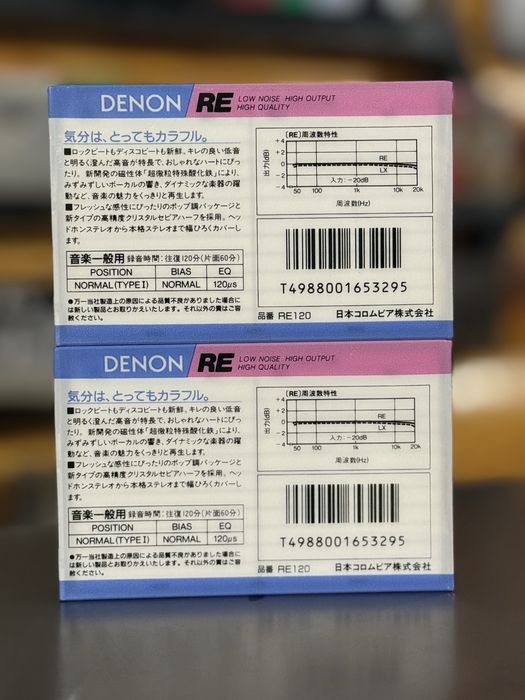 DENON RE LOW NOISE HIGH OUTPUT
HIGH QUALITY
気分は、とってもカラフル。
■ロックビートもディスコビートも新鮮。キレの良い低音
と明るく澄んだ高音が特長で、おしゃれなハートにぴっ
たり。新開発の磁性体「超微粒特殊酸化鉄」により、
みずみずしいボーカルの響き、ダイナミックな楽器の躍
動など、音楽の魅力をくっきりと再生します。
■フレッシュな感性にぴったりのポップ調パッケージと
新タイプの高精度クリスタルセピアハーフを採用。ヘッ
ドホンステレオから本格ステレオまで幅ひろくカバーし
ます。
音楽一般用 録音時間:往復120分(片面60分)
POSITION BIAS EQ
NORMAL(TYPE I) NORMAL 120μs
●万一当社製造上の原因による品質不良がありました場合に
は新しい製品とお取りかえいたします。それ以外の責はご容
赦ください。
(RE)周波数特性
出力(dB)
+4
+2
0
-2
-4
RE
LX
入力:-20dB
50 100 1k 10k 20k
周波数(Hz)
T4988001653295
品番 RE120 日本コロムビア株式会社
DENON RE LOW NOISE HIGH OUTPUT
HIGH QUALITY
気分は、とってもカラフル。
■ロックビートもディスコビートも新鮮。キレの良い低音
と明るく澄んだ高音が特長で、おしゃれなハートにぴっ
たり。新開発の磁性体「超微粒特殊酸化鉄」により、
みずみずしいボーカルの響き、ダイナミックな楽器の躍
動など、音楽の魅力をくっきりと再生します。
■フレッシュな感性にぴったりのポップ調パッケージと
新タイプの高精度クリスタルセピアハーフを採用。ヘッ
ドホンステレオから本格ステレオまで幅ひろくカバーし
ます。
音楽一般用 録音時間:往復120分(片面60分)
POSITION BIAS EQ
NORMAL(TYPE I) NORMAL 120μs
●万一当社製造上の原因による品質不良がありました場合に
は新しい製品とお取りかえいたします。それ以外の責はご容
赦ください。
(RE)周波数特性
出力(dB)
+4
+2
0
-2
-4
RE
LX
入力:-20dB
50 100 1k 10k 20k
周波数(Hz)
T4988001653295
品番 RE120 日本コロムビア株式会社